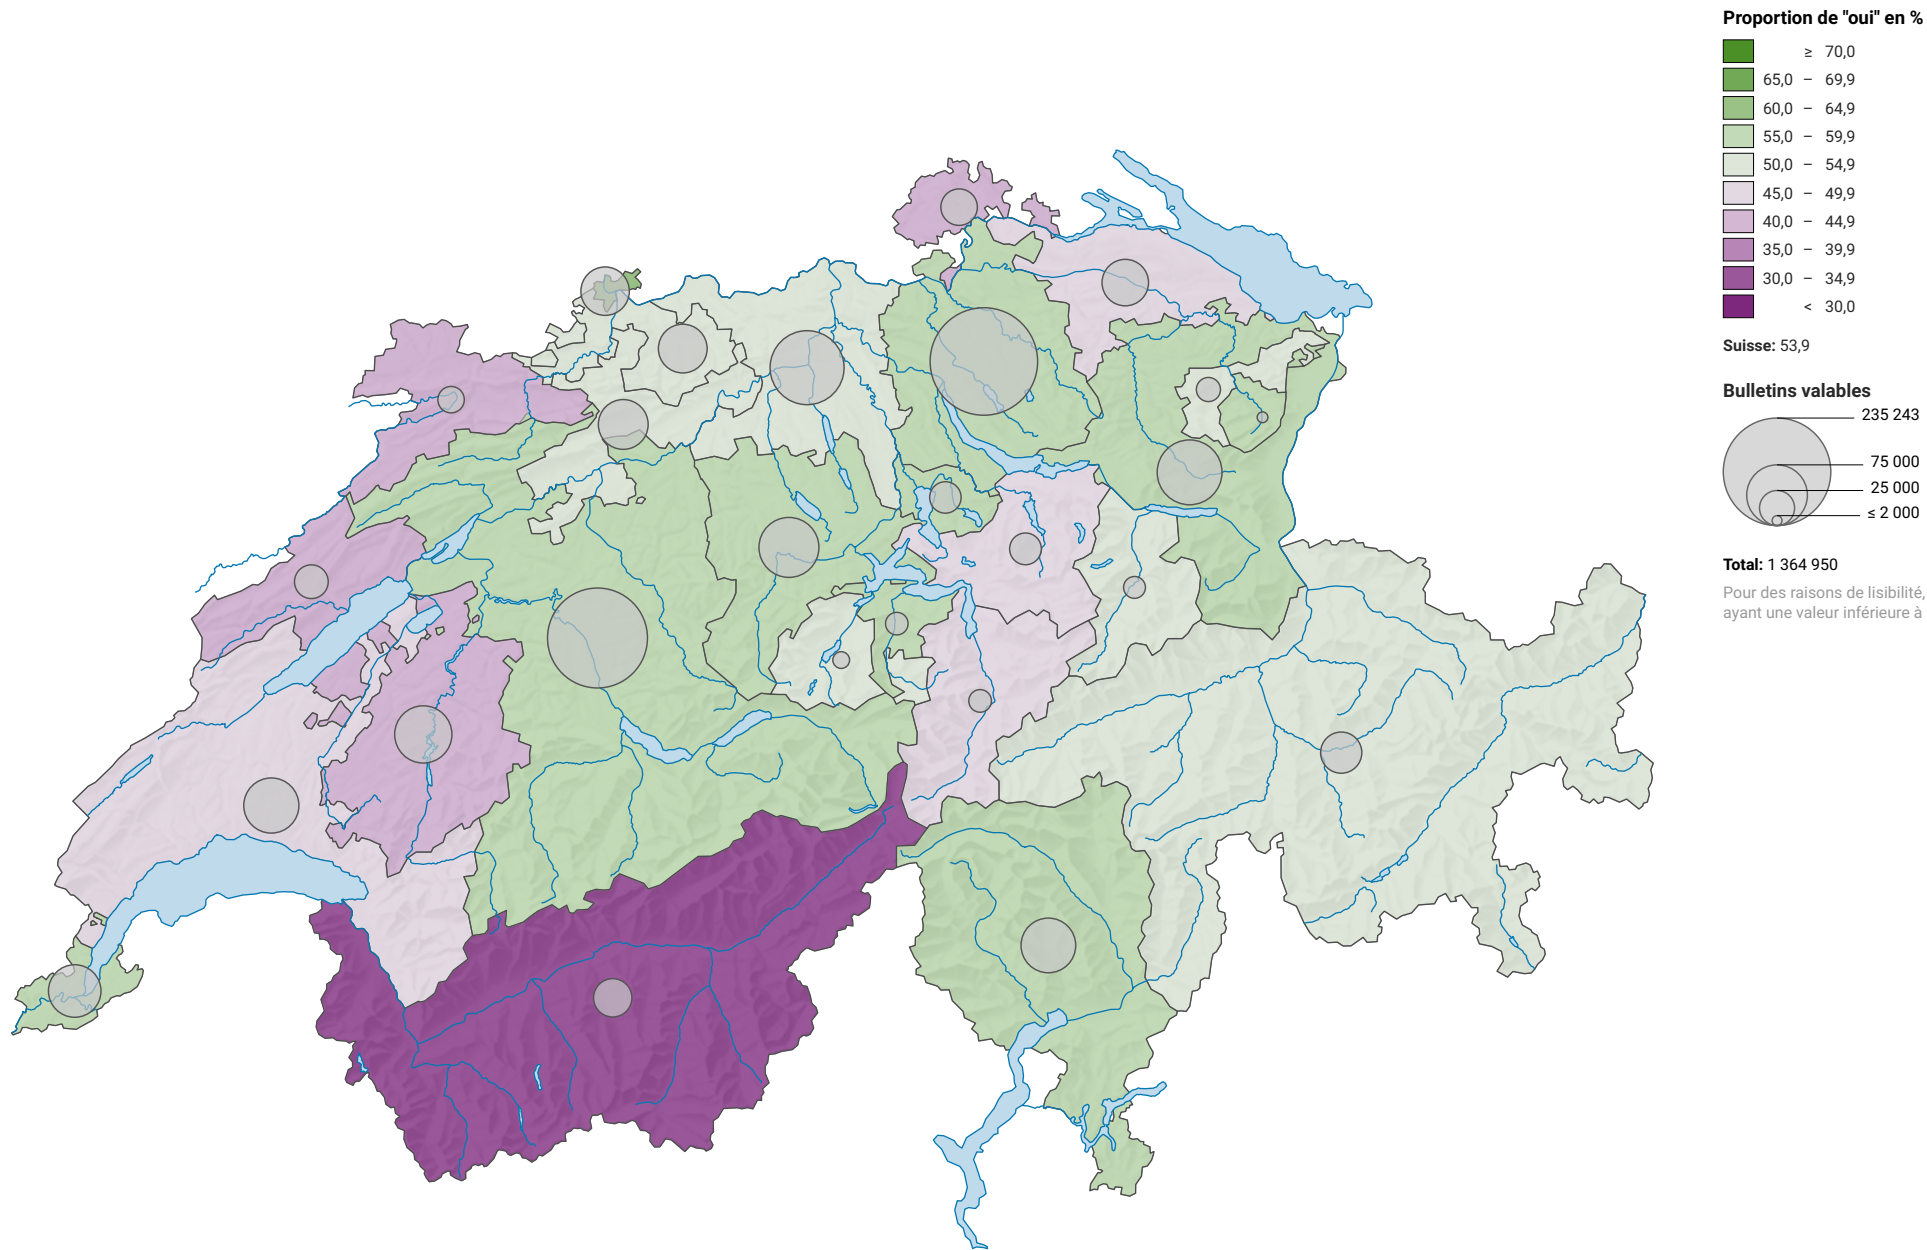 Proportion de "oui" en %
≥ 70,0
65,0 – 69,9
60,0 – 64,9
55,0 – 59,9
50,0 – 54,9
45,0 – 49,9
40,0 – 44,9
35,0 – 39,9
30,0 – 34,9
< 30,0
Suisse: 53,9
Bulletins valables
235 243
75 000
25 000
≤ 2 000
Total: 1 364 950
Pour des raisons de lisibilité,
ayant une valeur inférieure à